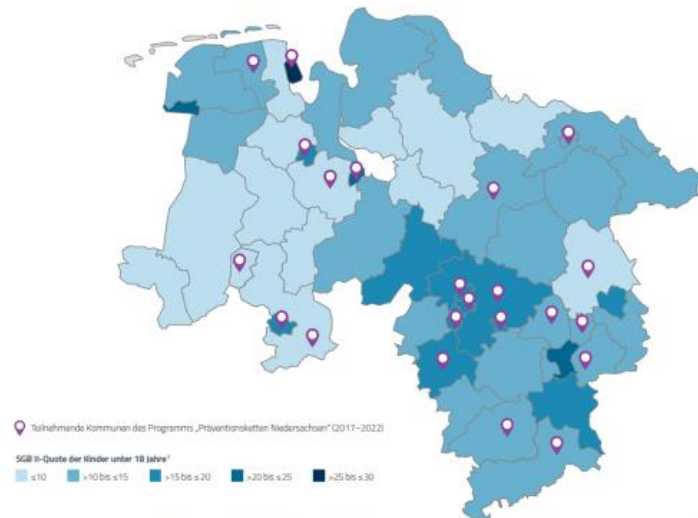 Teilnehmende Kommunen des Programms „Präventionsketten Niedersachsen“ (2017–2022)
SGB II-Quote der Kinder unter 18 Jahre¹
≤10 >10 bis ≤15 >15 bis ≤20 >20 bis ≤25 >25 bis ≤30